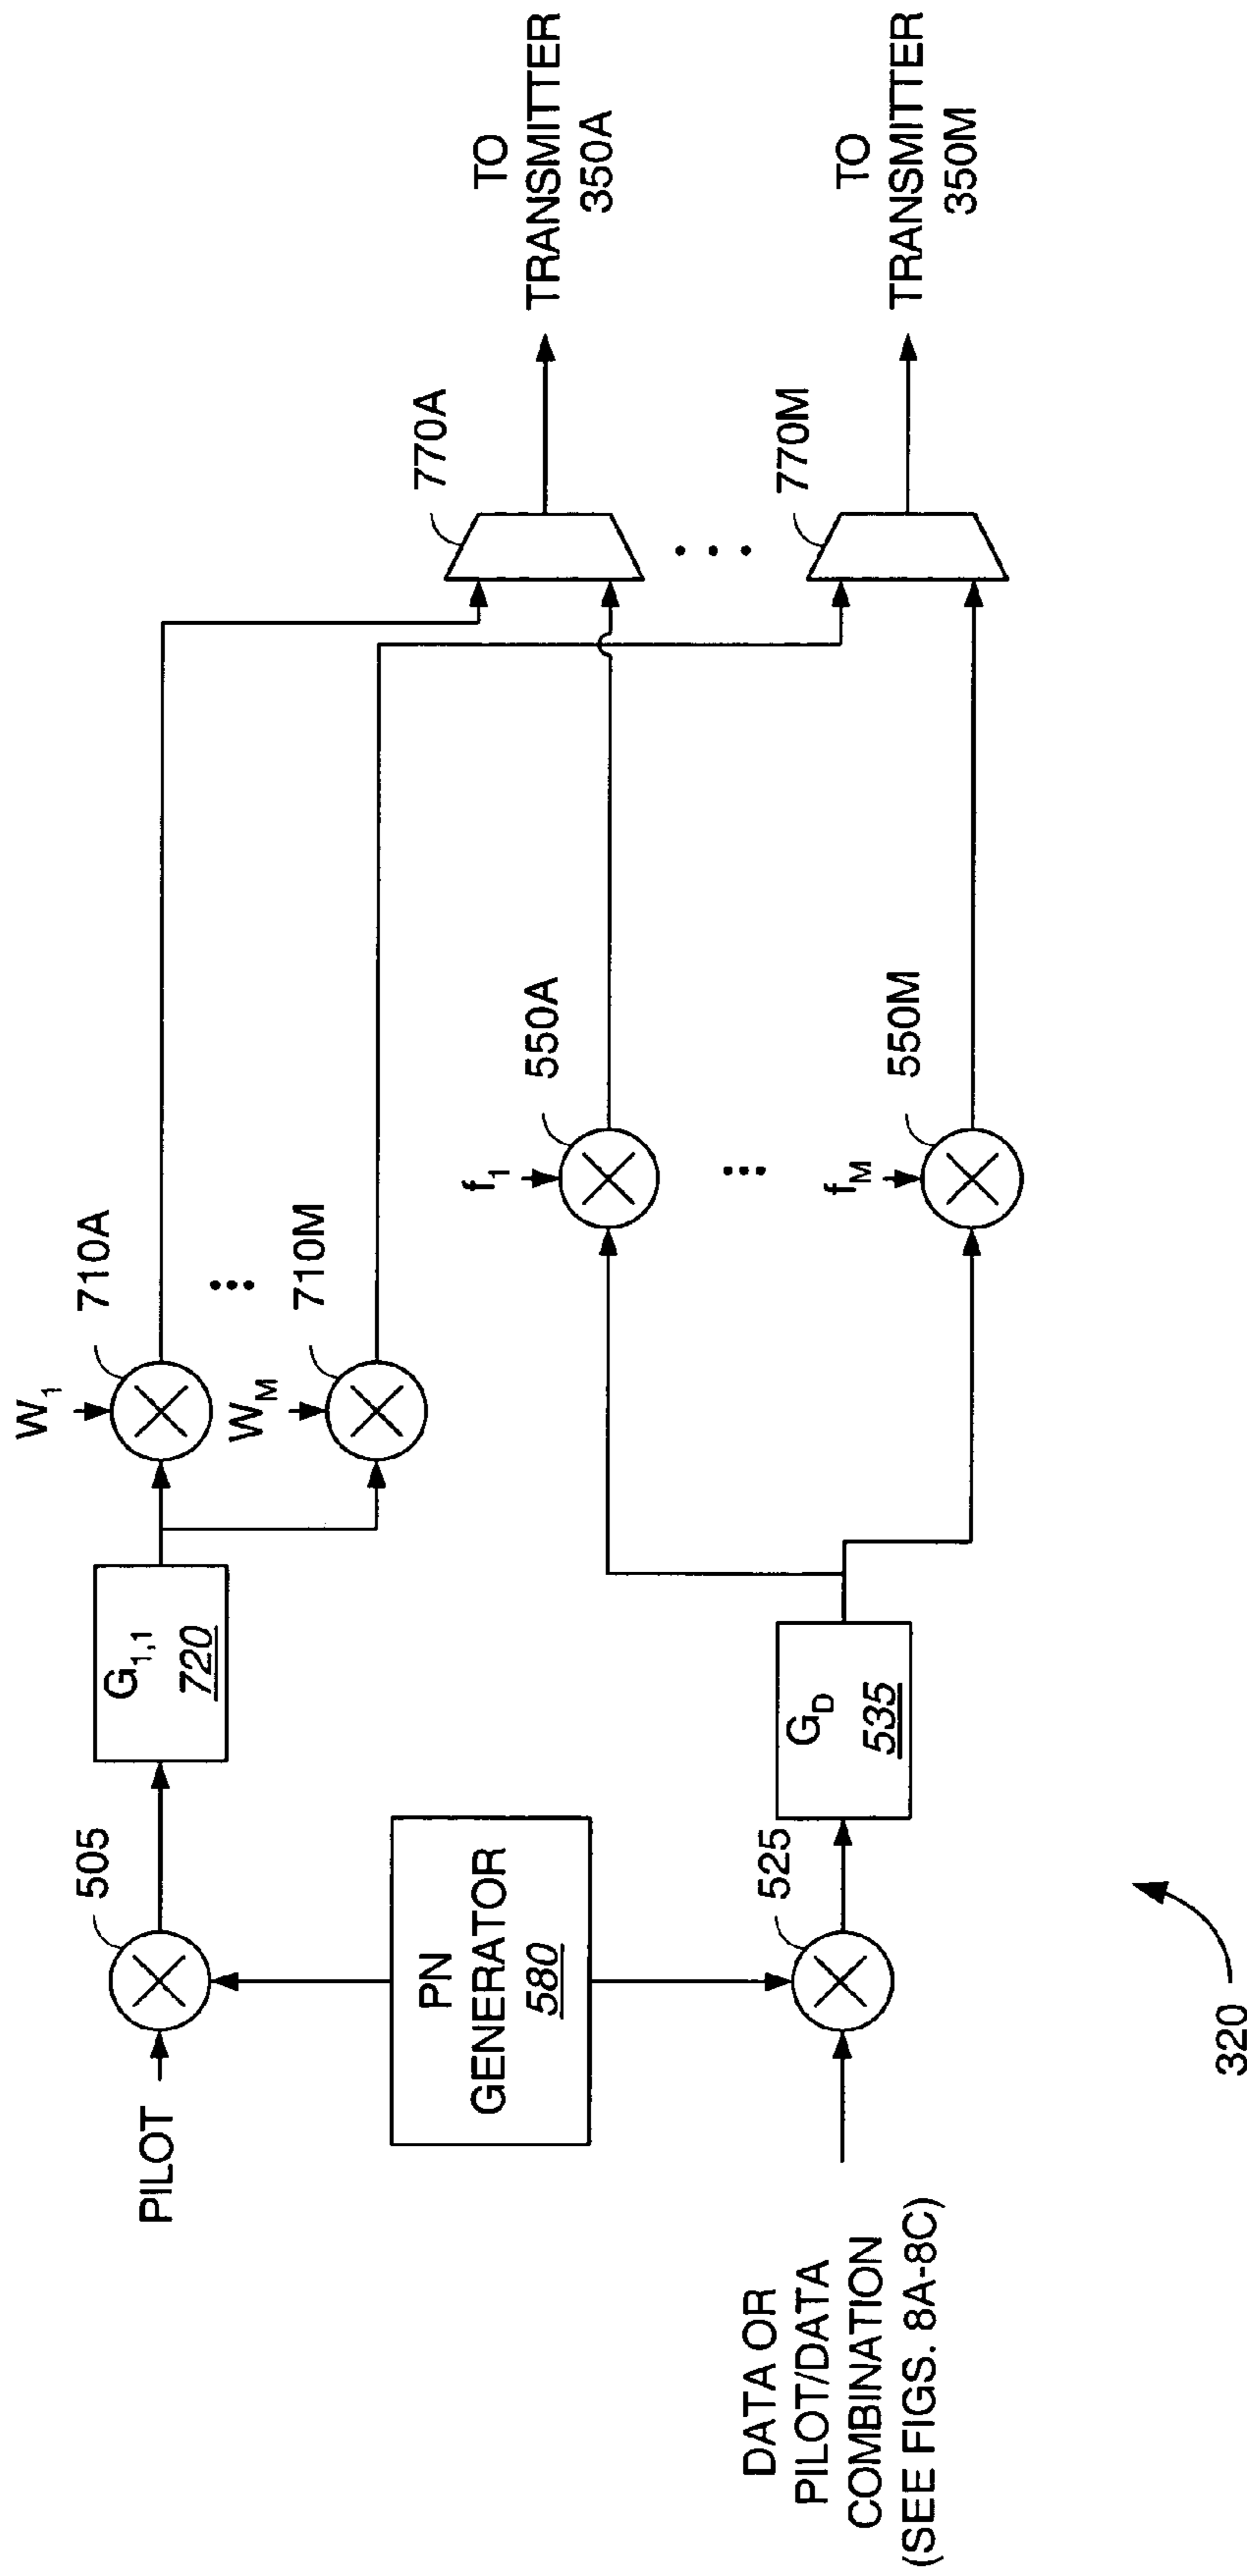 PILOT
505
G1,1
720
W1
710A
WM
710M
PN
GENERATOR
580
DATA OR
PILOT/DATA
COMBINATION
(SEE FIGS. 8A-8C)
525
GD
535
f1
550A
fM
550M
770A
770M
TO
TRANSMITTER
350A
TO
TRANSMITTER
350M
320